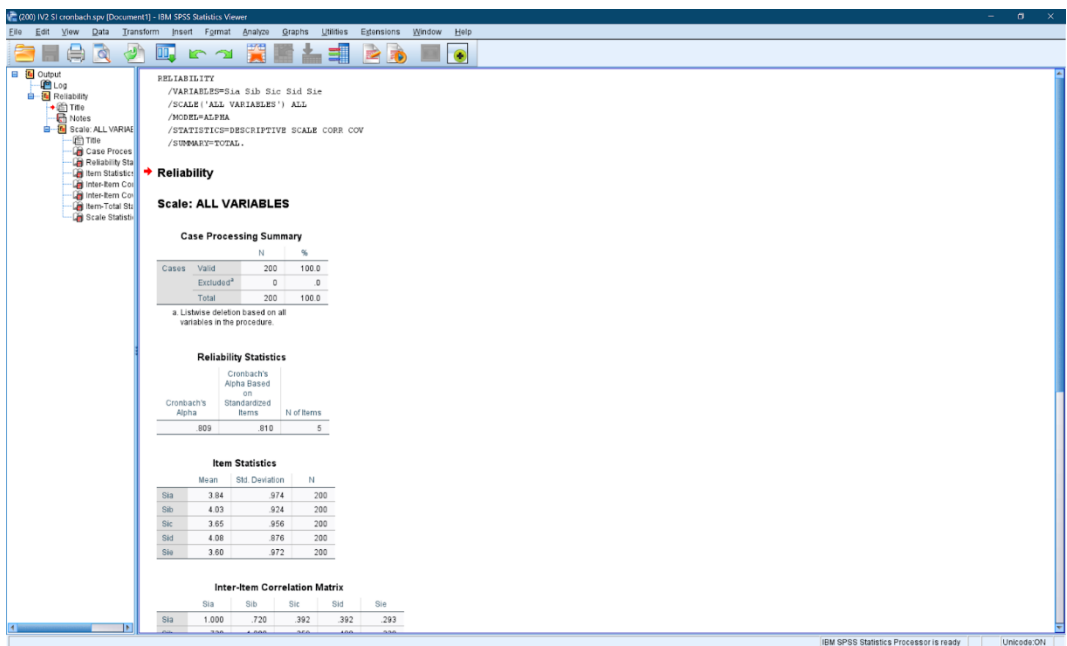 (200) IV2 SI cronbach.spv [Document1] - IBM SPSS Statistics Viewer
File Edit View Data Transform Insert Format Analyze Graphs Utilities Extensions Window Help
Output
Log
Reliability
Title
Notes
Scale: ALL VARIAB
Title
Case Proces
Reliability Sta
Item Statistics
Inter-Item Cor
Inter-Item Cov
Item-Total Sta
Scale Statisti
RELIABILITY
/VARIABLES=Sia Sib Sic Sid Sie
/SCALE('ALL VARIABLES') ALL
/MODEL=ALPHA
/STATISTICS=DESCRIPTIVE SCALE CORR COV
/SUMMARY=TOTAL.
Reliability
Scale: ALL VARIABLES
Case Processing Summary
N %
Cases Valid 200 100.0
Excludedª 0 .0
Total 200 100.0
a. Listwise deletion based on all
variables in the procedure.
Reliability Statistics
Cronbach's
Alpha Based
on
Cronbach's Standardized
Alpha Items N of Items
.809 .810 5
Item Statistics
Mean Std. Deviation N
Sia 3.84 .974 200
Sib 4.03 .924 200
Sic 3.65 .956 200
Sid 4.08 .876 200
Sie 3.60 .972 200
Inter-Item Correlation Matrix
Sia Sib Sic Sid Sie
Sia 1.000 .720 .392 .392 .293
IBM SPSS Statistics Processor is ready Unicode:ON